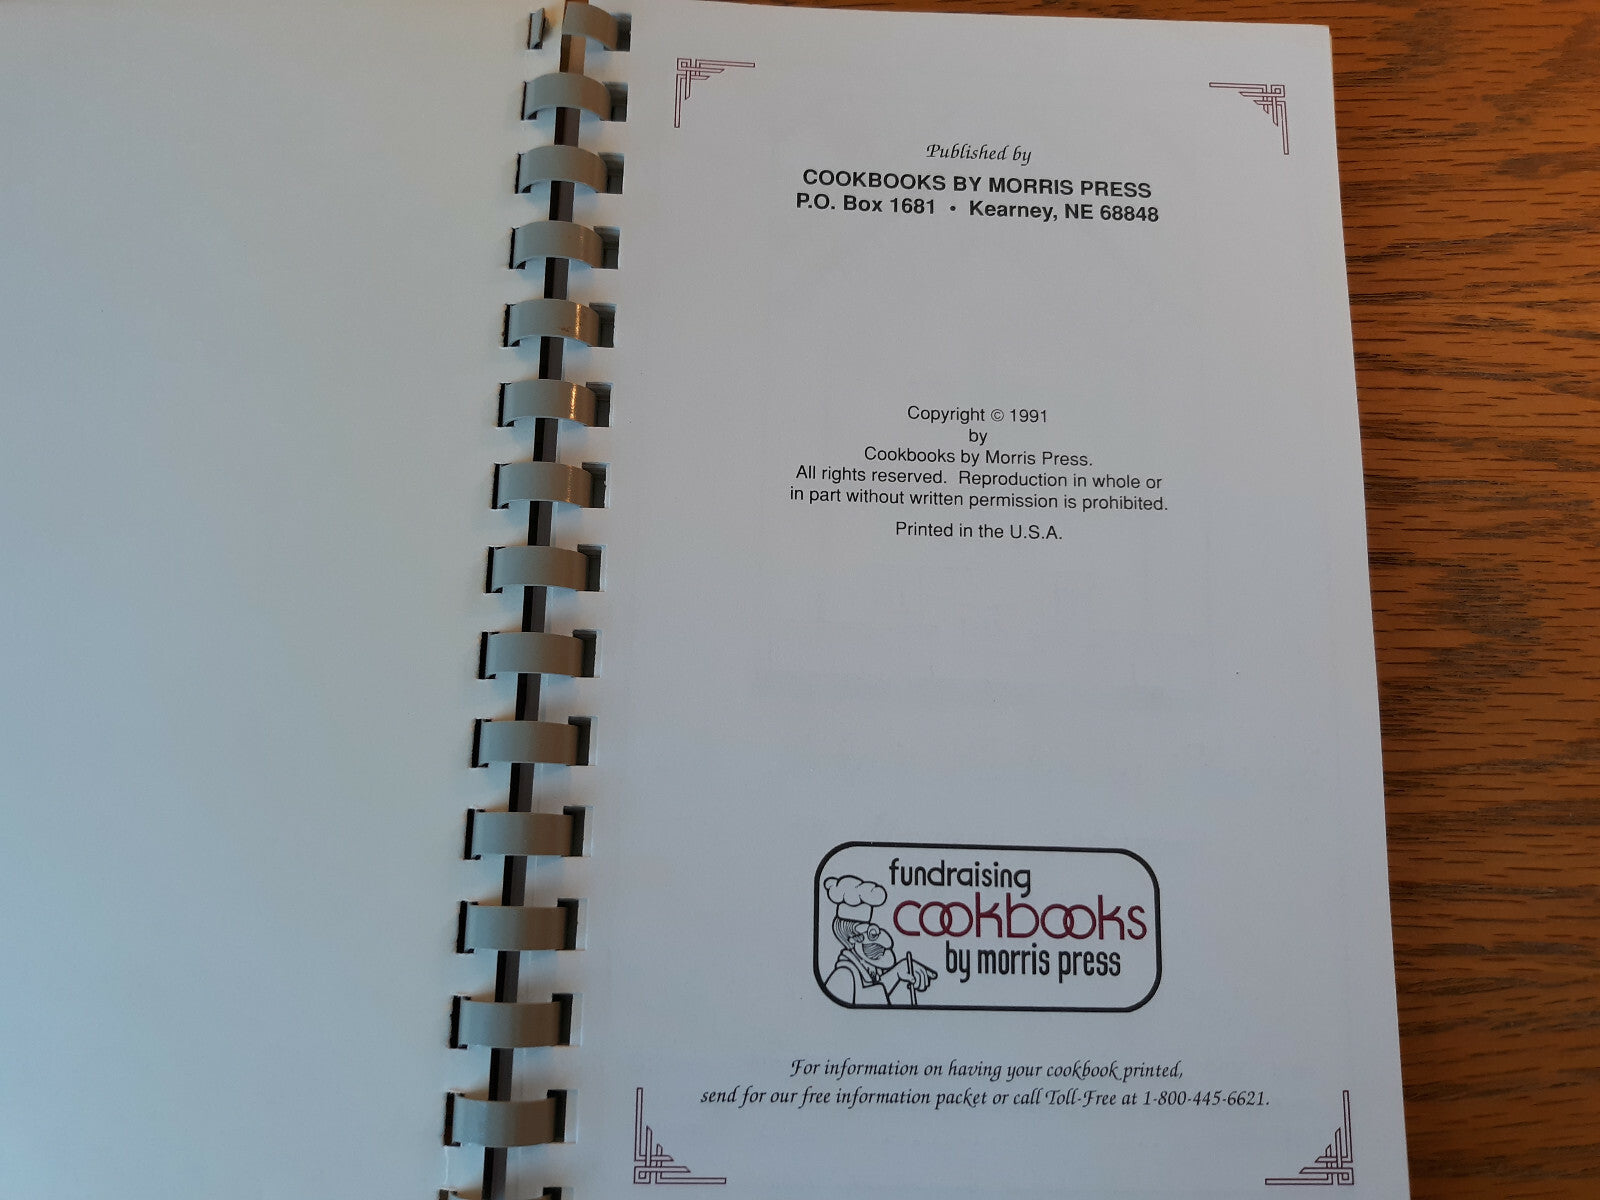 Published by
COOKBOOKS BY MORRIS PRESS
P.O. Box 1681 • Kearney, NE 68848
Copyright © 1991
by
Cookbooks by Morris Press.
All rights reserved. Reproduction in whole or
in part without written permission is prohibited.
Printed in the U.S.A.
fundraising
cookbooks
by morris press
For information on having your cookbook printed,
send for our free information packet or call Toll-Free at 1-800-445-6621.